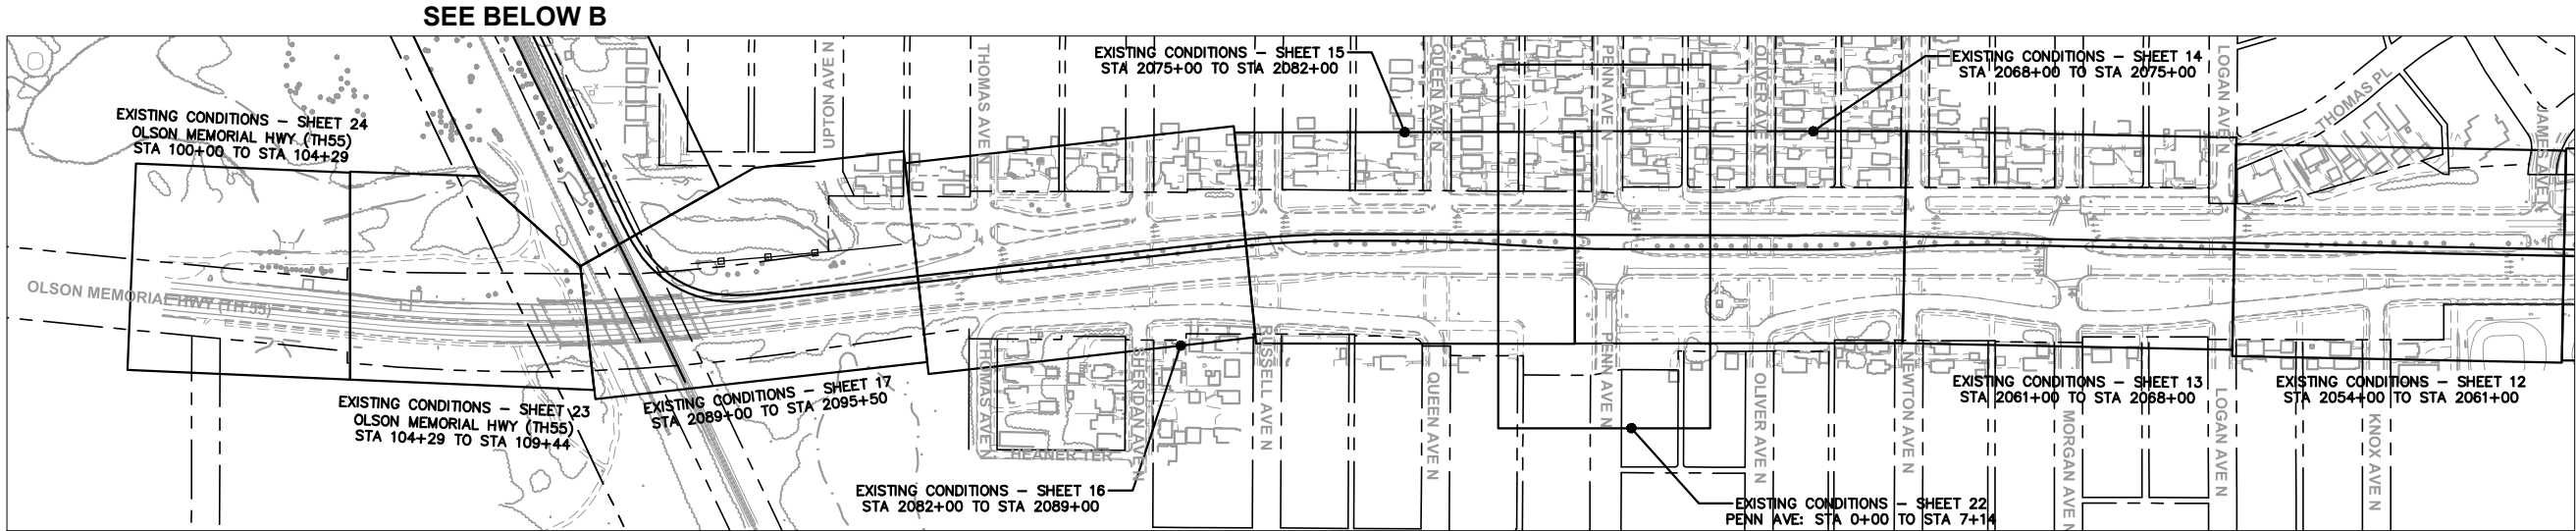 SEE BELOW B
EXISTING CONDITIONS – SHEET 24
OLSON MEMORIAL HWY (TH55)
STA 100+00 TO STA 104+29
UPTON AVE N
THOMAS AVE N
EXISTING CONDITIONS – SHEET 15
STA 2075+00 TO STA 2082+00
QUEEN AVE N
PENN AVE N
OLIVER AVE N
EXISTING CONDITIONS – SHEET 14
STA 2068+00 TO STA 2075+00
LOGAN AVE N
THOMAS PL
JAMES AVE N
OLSON MEMORIAL HWY (TH 55)
EXISTING CONDITIONS – SHEET 23
OLSON MEMORIAL HWY (TH55)
STA 104+29 TO STA 109+44
EXISTING CONDITIONS – SHEET 17
STA 2089+00 TO STA 2095+50
THOMAS AVE N
HEANER TER
SHERIDAN AVE N
RUSSELL AVE N
EXISTING CONDITIONS – SHEET 16
STA 2082+00 TO STA 2089+00
QUEEN AVE N
PENN AVE N
EXISTING CONDITIONS – SHEET 22
PENN AVE: STA 0+00 TO STA 7+14
OLIVER AVE N
NEWTON AVE N
EXISTING CONDITIONS – SHEET 13
STA 2061+00 TO STA 2068+00
MORGAN AVE N
LOGAN AVE N
EXISTING CONDITIONS – SHEET 12
STA 2054+00 TO STA 2061+00
KNOX AVE N